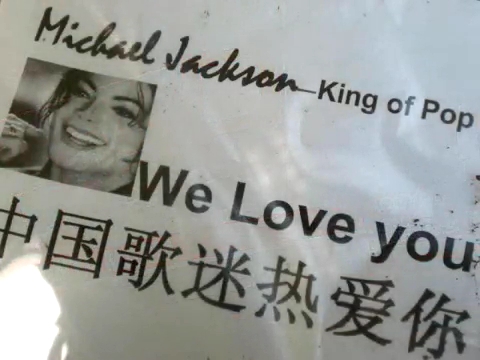 Michael Jackson—King of Pop
We Love you
中国歌迷热爱你